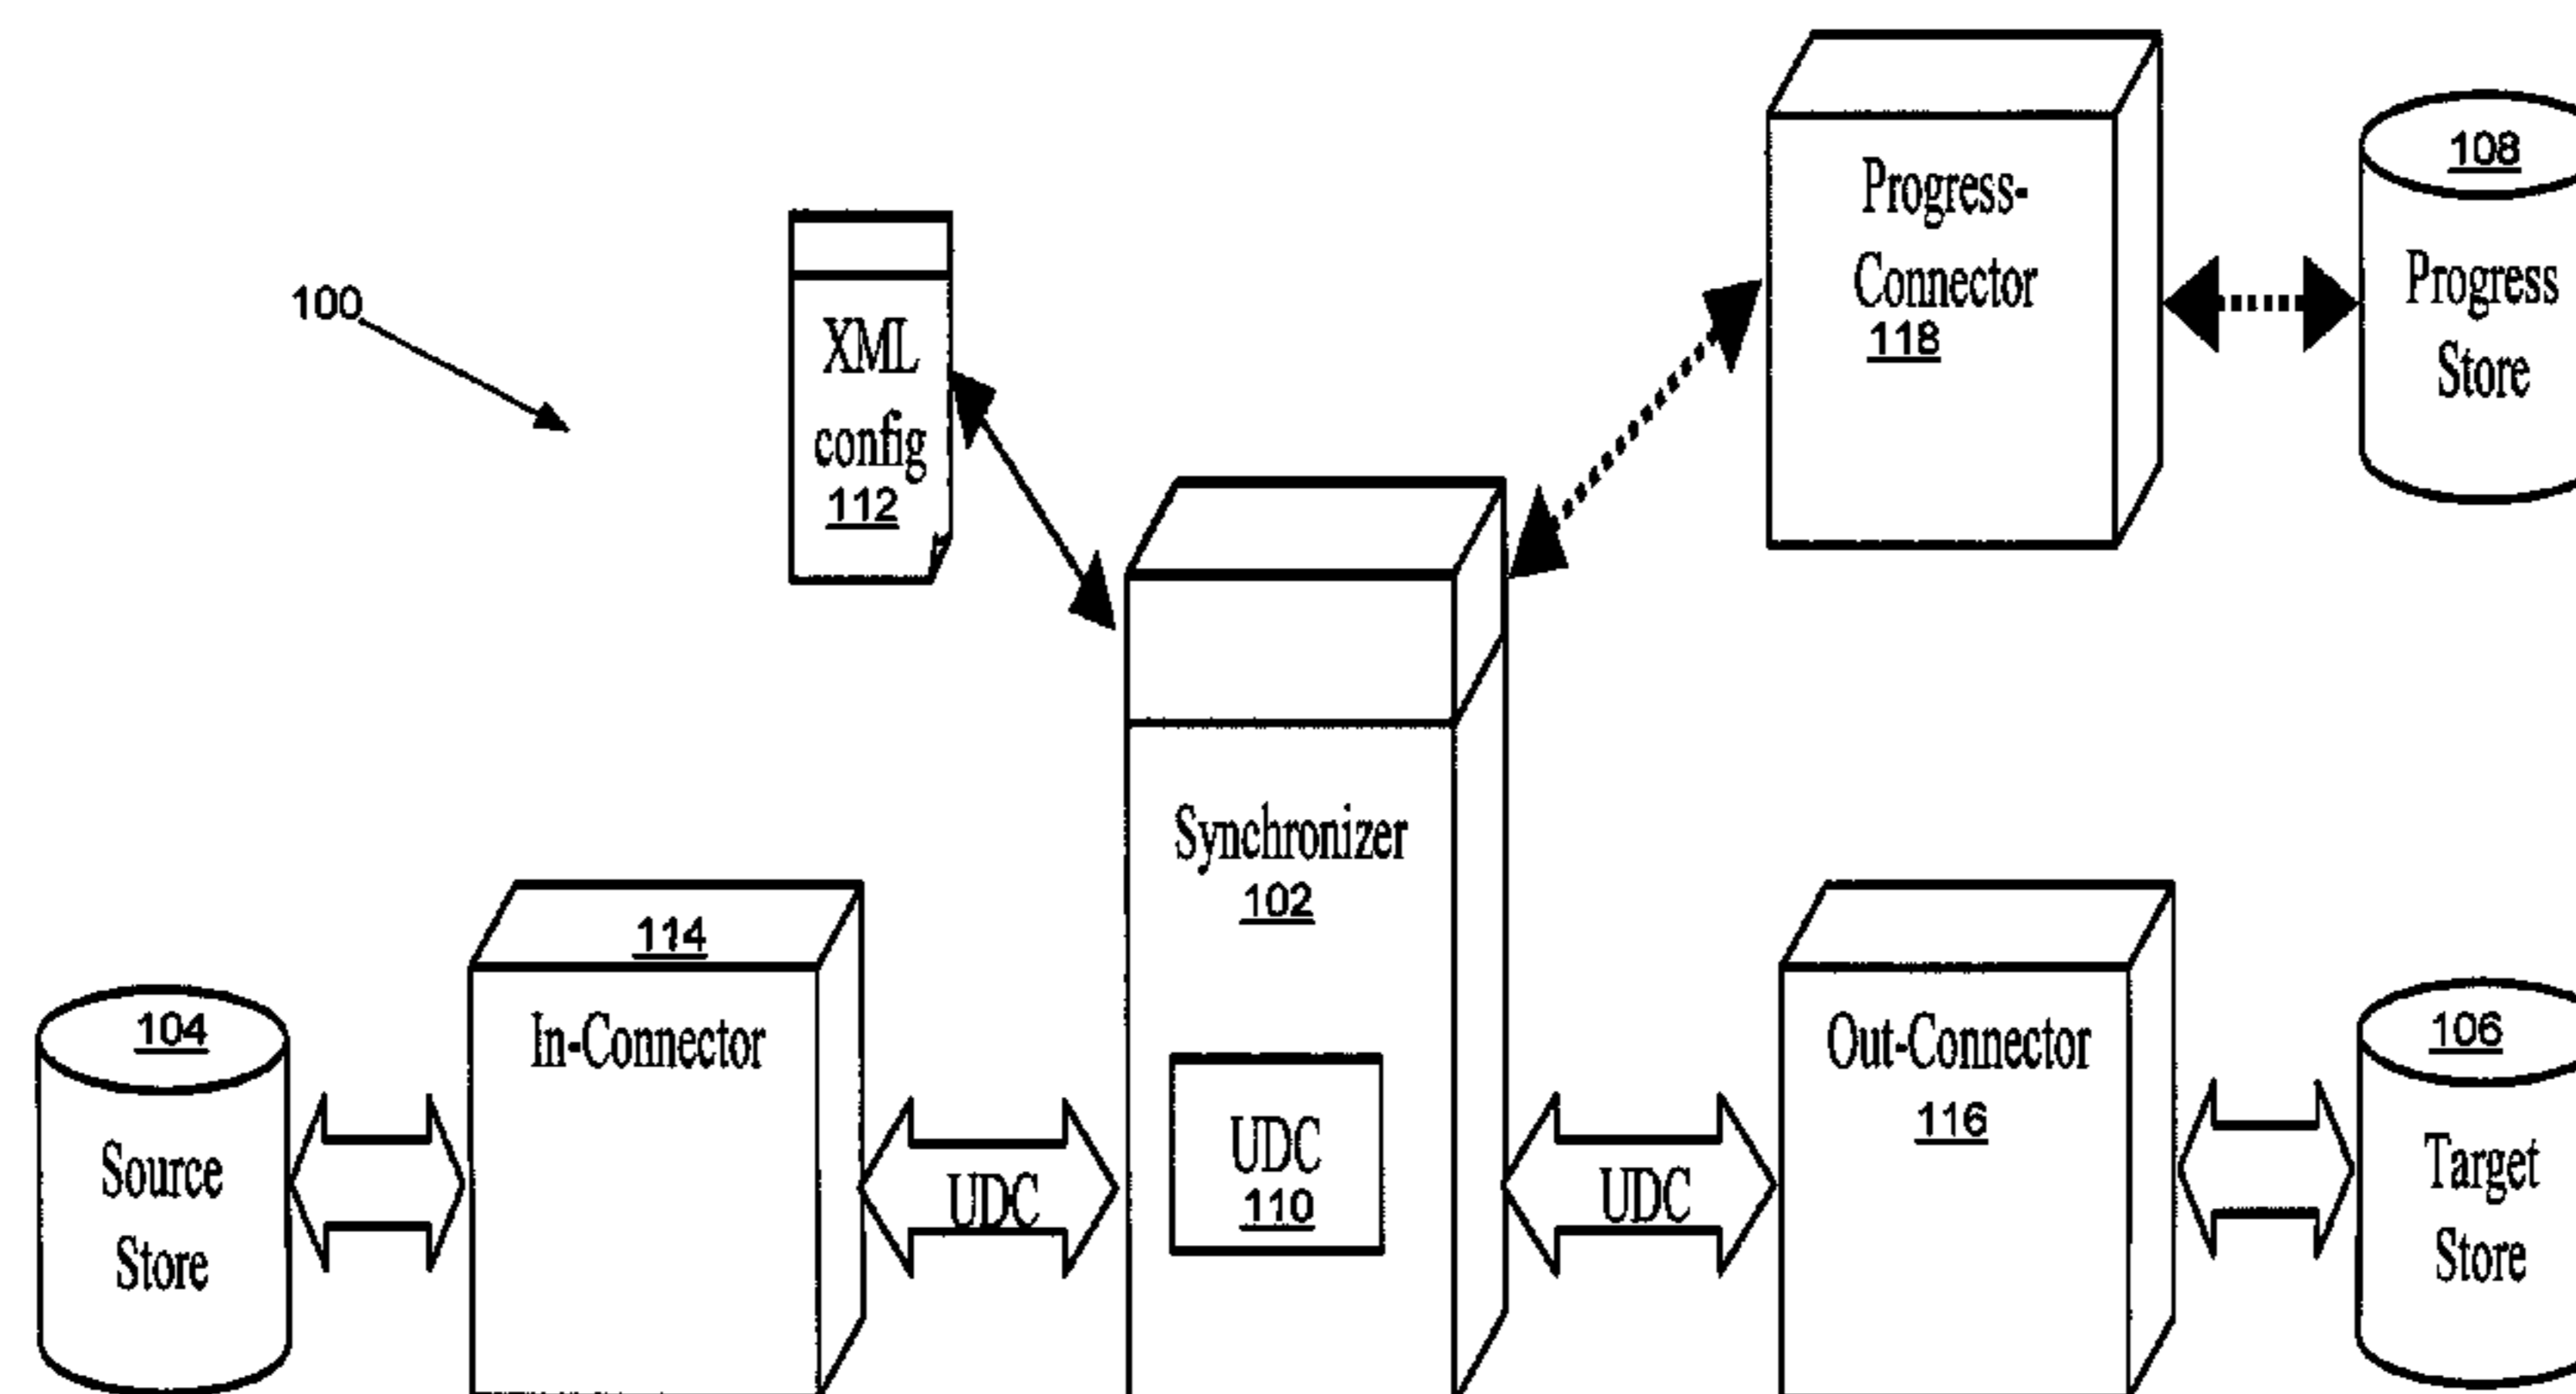 100
XML
config
112
Progress-
Connector
118
108
Progress
Store
Synchronizer
102
UDC
110
104
Source
Store
114
In-Connector
UDC
UDC
Out-Connector
116
106
Target
Store